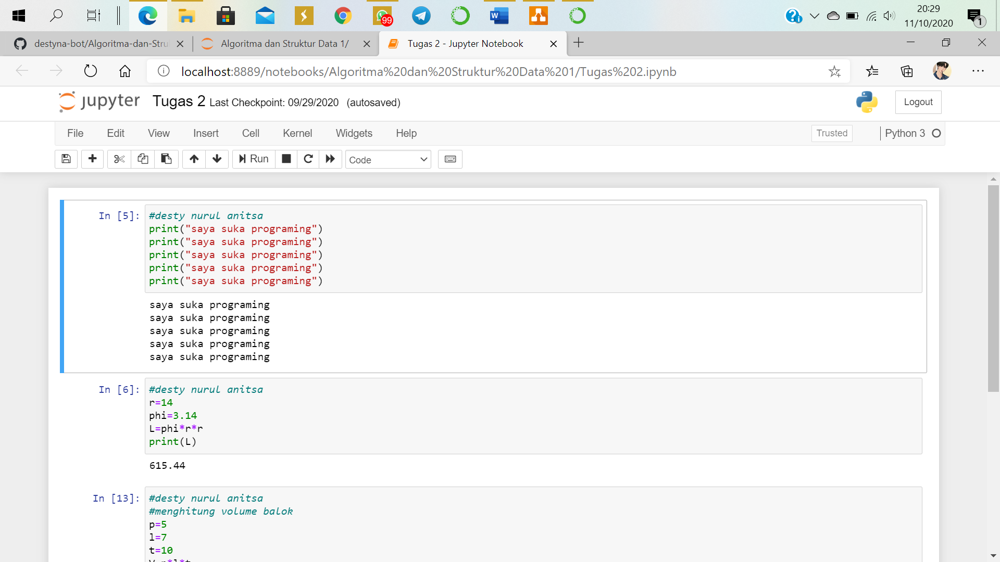 99
W
20:29
11/10/2020
1
destyna-bot/Algoritma-dan-Stru
Algoritma dan Struktur Data 1/
Tugas 2 - Jupyter Notebook
localhost:8889/notebooks/Algoritma%20dan%20Struktur%20Data%201/Tugas%202.ipynb
jupyter
Tugas 2 Last Checkpoint: 09/29/2020 (autosaved)
Logout
File Edit View Insert Cell Kernel Widgets Help
Trusted
Python 3
Run
Code
In [5]:
#desty nurul anitsa
print("saya suka programing")
print("saya suka programing")
print("saya suka programing")
print("saya suka programing")
print("saya suka programing")
saya suka programing
saya suka programing
saya suka programing
saya suka programing
saya suka programing
In [6]:
#desty nurul anitsa
r=14
phi=3.14
L=phi*r*r
print(L)
615.44
In [13]:
#desty nurul anitsa
#menghitung volume balok
p=5
l=7
t=10